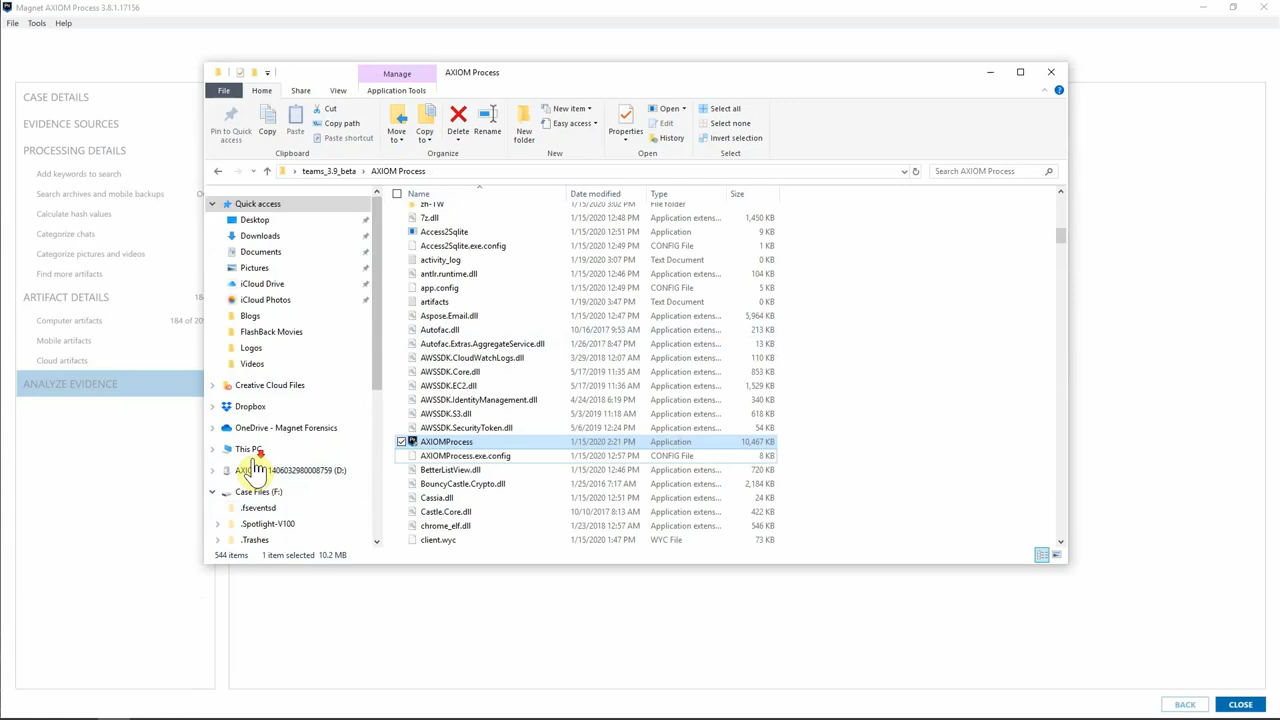 Magnet AXIOM Process 3.8.1.17156
File Tools Help
CASE DETAILS
EVIDENCE SOURCES
PROCESSING DETAILS
Add keywords to search
Search archives and mobile backups
Calculate hash values
Categorize chats
Categorize pictures and videos
Find more artifacts
ARTIFACT DETAILS 18
Computer artifacts 184 of 20
Mobile artifacts
Cloud artifacts
ANALYZE EVIDENCE
Manage AXIOM Process
File Home Share View Application Tools
Pin to Quick access
Copy
Paste
Cut
Copy path
Paste shortcut
Clipboard
Move to
Copy to
Delete
Rename
Organize
New folder
New item
Easy access
New
Properties
Open
Edit
History
Open
Select all
Select none
Invert selection
Select
teams_3.9_beta AXIOM Process
Search AXIOM Process
Quick access
Desktop
Downloads
Documents
Pictures
iCloud Drive
iCloud Photos
Blogs
FlashBack Movies
Logos
Videos
Creative Cloud Files
Dropbox
OneDrive - Magnet Forensics
This PC
1406032980008759 (D:)
Case Files (F:)
.fseventsd
.Spotlight-V100
.Trashes
Name Date modified Type Size
zh-TW 1/15/2020 3:02 PM File folder
7z.dll 1/15/2020 12:48 PM Application extens... 1,450 KB
Access2Sqlite 1/15/2020 12:51 PM Application 9 KB
Access2Sqlite.exe.config 1/15/2020 12:49 PM CONFIG File 1 KB
activity_log 1/19/2020 3:07 PM Text Document 0 KB
antlr.runtime.dll 1/15/2020 12:46 PM Application extens... 104 KB
app.config 1/15/2020 12:49 PM CONFIG File 1 KB
artifacts 1/19/2020 3:47 PM Text Document 0 KB
Aspose.Email.dll 1/15/2020 12:47 PM Application extens... 5,964 KB
Autofac.dll 10/16/2017 9:53 AM Application extens... 213 KB
Autofac.Extras.AggregateService.dll 1/26/2017 8:47 PM Application extens... 13 KB
AWSSDK.CloudWatchLogs.dll 3/29/2018 12:07 AM Application extens... 110 KB
AWSSDK.Core.dll 5/17/2019 11:35 AM Application extens... 853 KB
AWSSDK.EC2.dll 5/17/2019 11:36 AM Application extens... 1,529 KB
AWSSDK.IdentityManagement.dll 4/24/2018 6:19 PM Application extens... 340 KB
AWSSDK.S3.dll 5/3/2019 11:18 AM Application extens... 618 KB
AWSSDK.SecurityToken.dll 5/6/2019 12:24 PM Application extens... 54 KB
AXIOMProcess 1/15/2020 2:21 PM Application 10,467 KB
AXIOMProcess.exe.config 1/15/2020 12:57 PM CONFIG File 8 KB
BetterListView.dll 1/15/2020 12:46 PM Application extens... 720 KB
BouncyCastle.Crypto.dll 1/25/2016 7:17 AM Application extens... 2,184 KB
Cassia.dll 1/15/2020 12:51 PM Application extens... 24 KB
Castle.Core.dll 10/10/2017 8:30 AM Application extens... 422 KB
chrome_elf.dll 1/23/2018 12:57 AM Application extens... 546 KB
client.wyc 1/15/2020 1:47 PM WYC File 73 KB
544 items 1 item selected 10.2 MB
BACK CLOSE